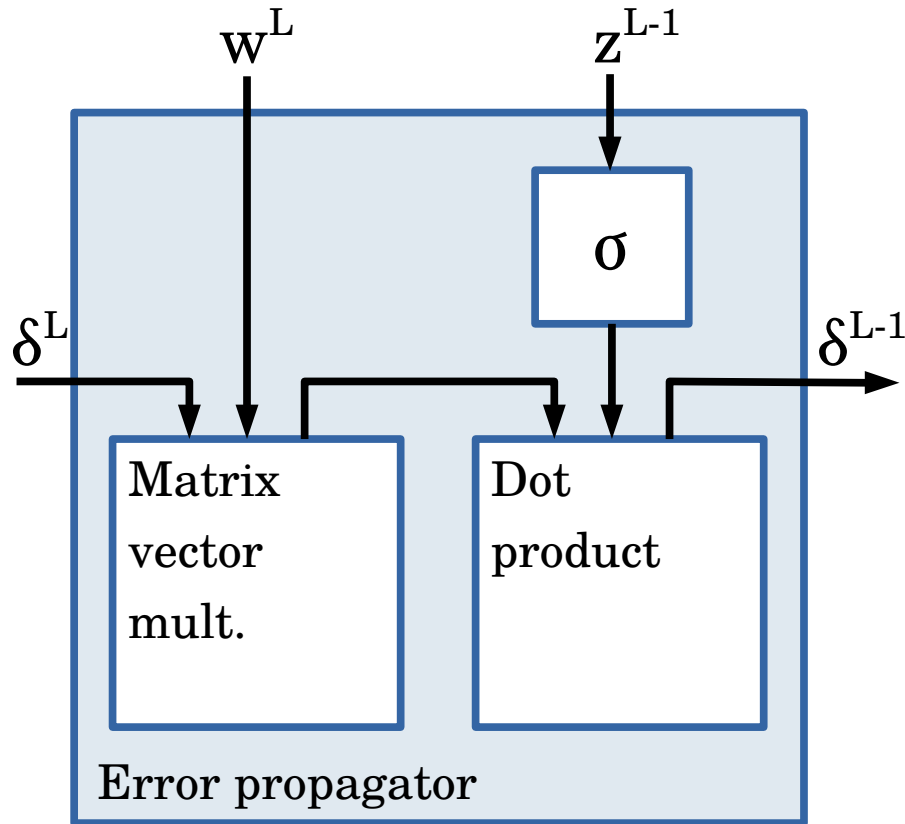 w^L
z^{L-1}
σ
δ^L
δ^{L-1}
Matrix
vector
mult.
Dot
product
Error propagator